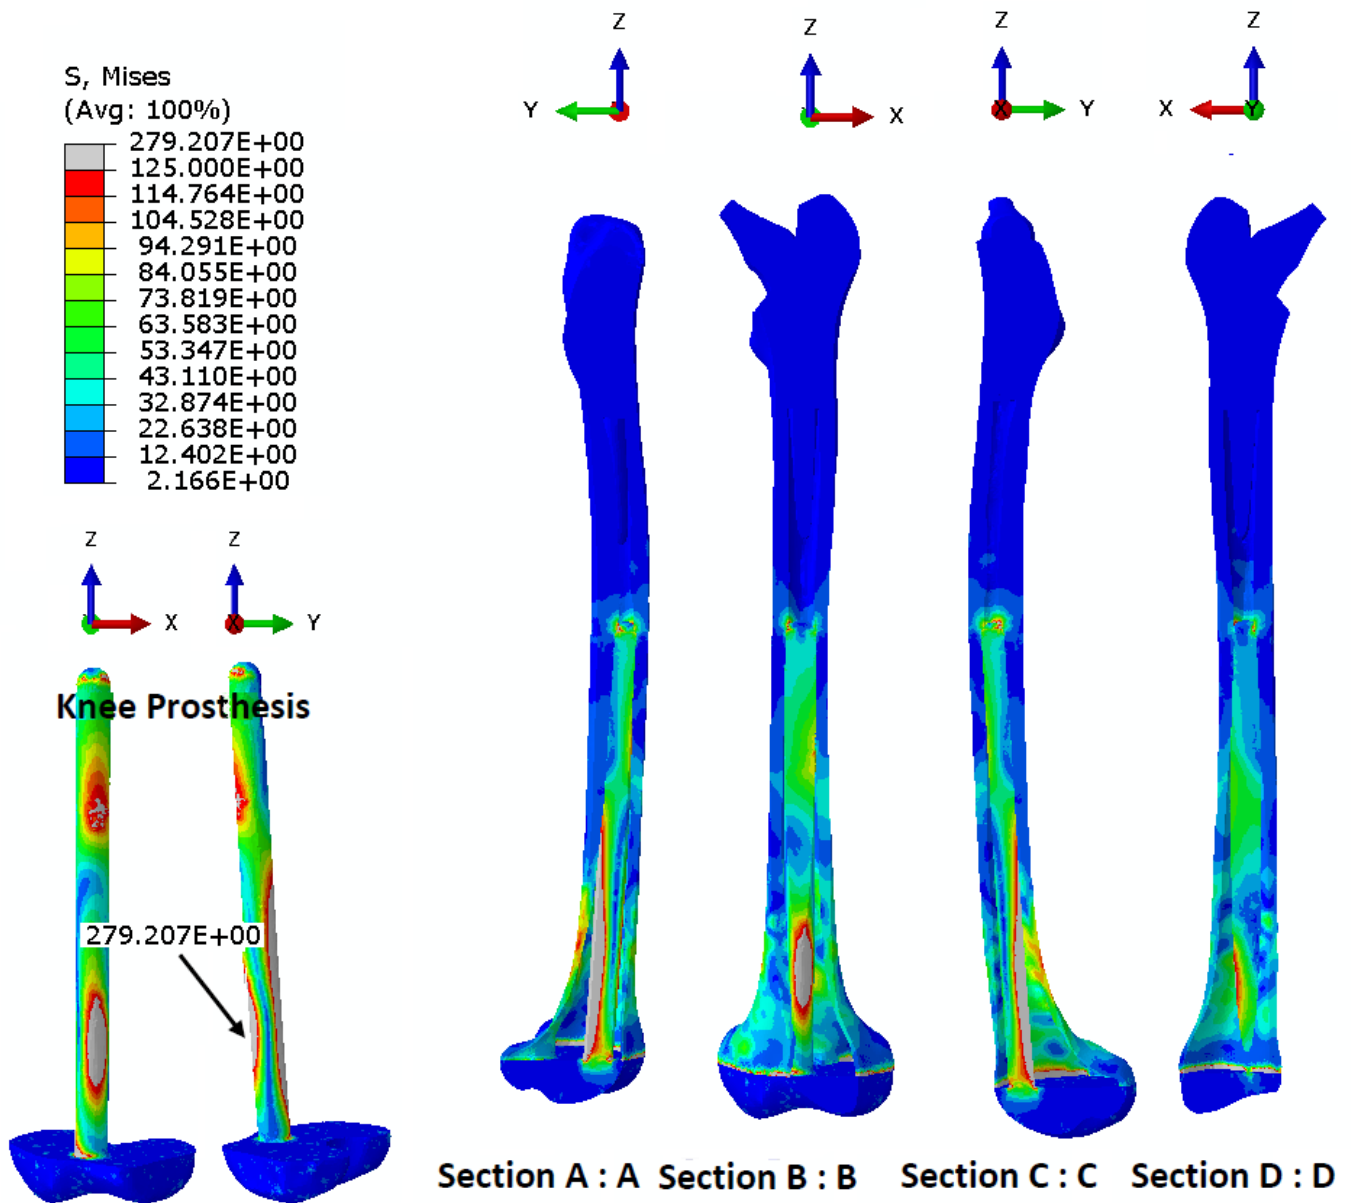 S, Mises
(Avg: 100%)
279.207E+00
125.000E+00
114.764E+00
104.528E+00
94.291E+00
84.055E+00
73.819E+00
63.583E+00
53.347E+00
43.110E+00
32.874E+00
22.638E+00
12.402E+00
2.166E+00
Z
Y
Z
X
Z
X
Y
Z
X
Y
Z
X
Z
X
Y
Knee Prosthesis
279.207E+00
Section A : A
Section B : B
Section C : C
Section D : D